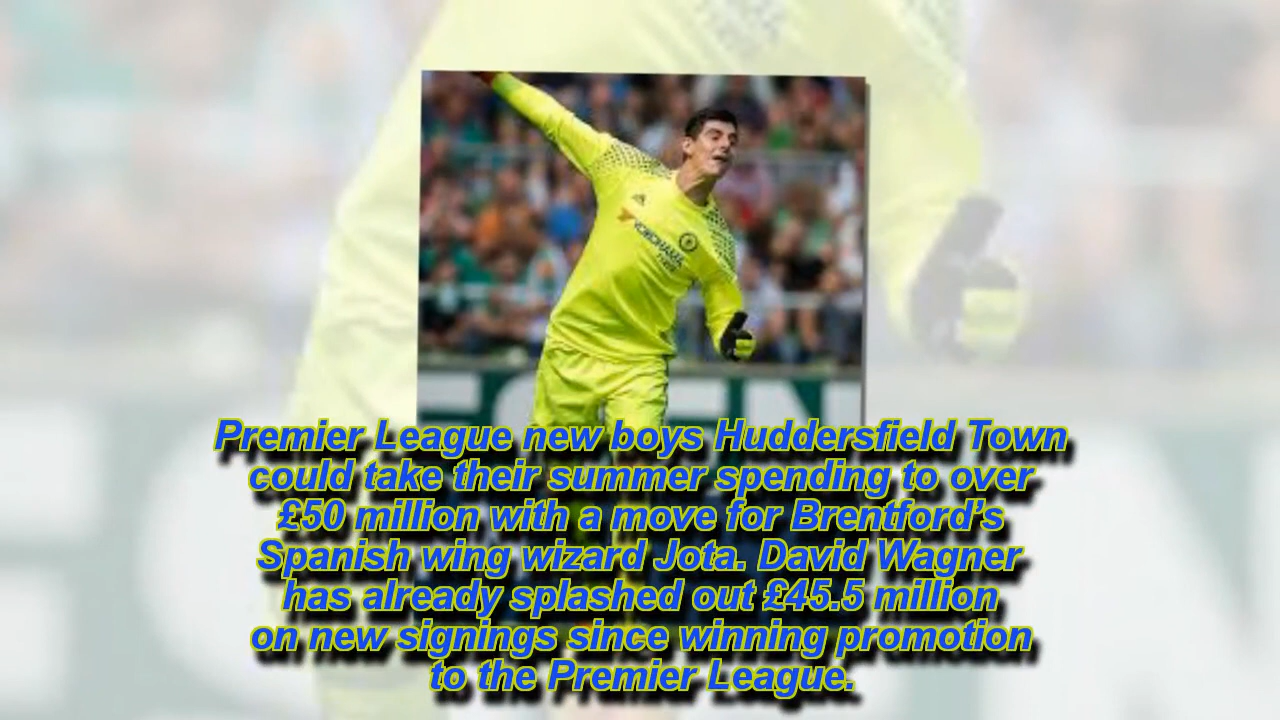 YOKOHAMA
TYRES
Premier League new boys Huddersfield Town
could take their summer spending to over
£50 million with a move for Brentford’s
Spanish wing wizard Jota. David Wagner
has already splashed out £45.5 million
on new signings since winning promotion
to the Premier League.